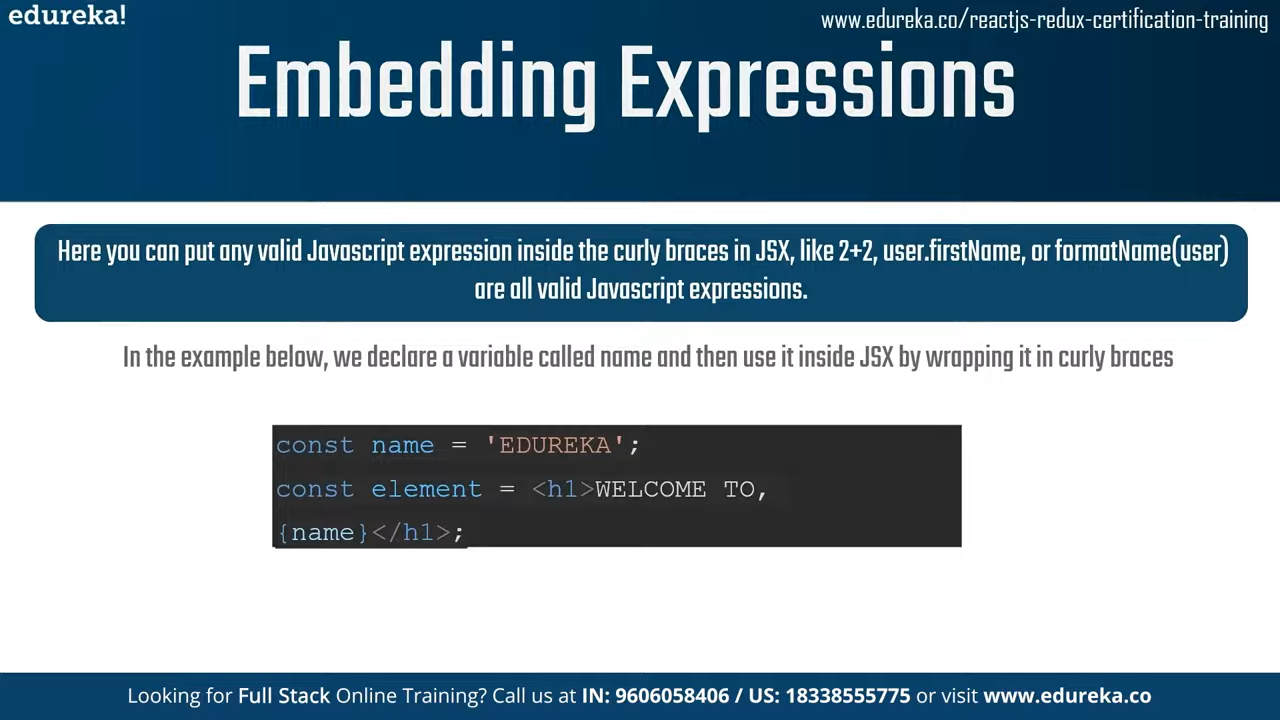 edureka!
www.edureka.co/reactjs-redux-certification-training
Embedding Expressions
Here you can put any valid Javascript expression inside the curly braces in JSX, like 2+2, user.firstName, or formatName(user)
are all valid Javascript expressions.
In the example below, we declare a variable called name and then use it inside JSX by wrapping it in curly braces
const name = 'EDUREKA';
const element = <h1>WELCOME TO,
{name}</h1>;
Looking for Full Stack Online Training? Call us at IN: 9606058406 / US: 18338555775 or visit www.edureka.co